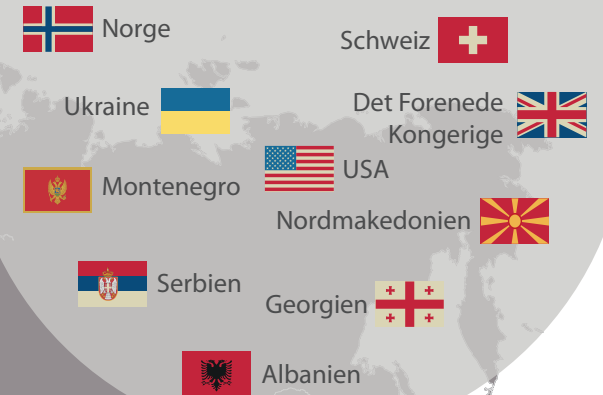 Norge
Schweiz
Ukraine
Det Forenede
Kongerige
USA
Montenegro
Nordmakedonien
Serbien
Georgien
Albanien